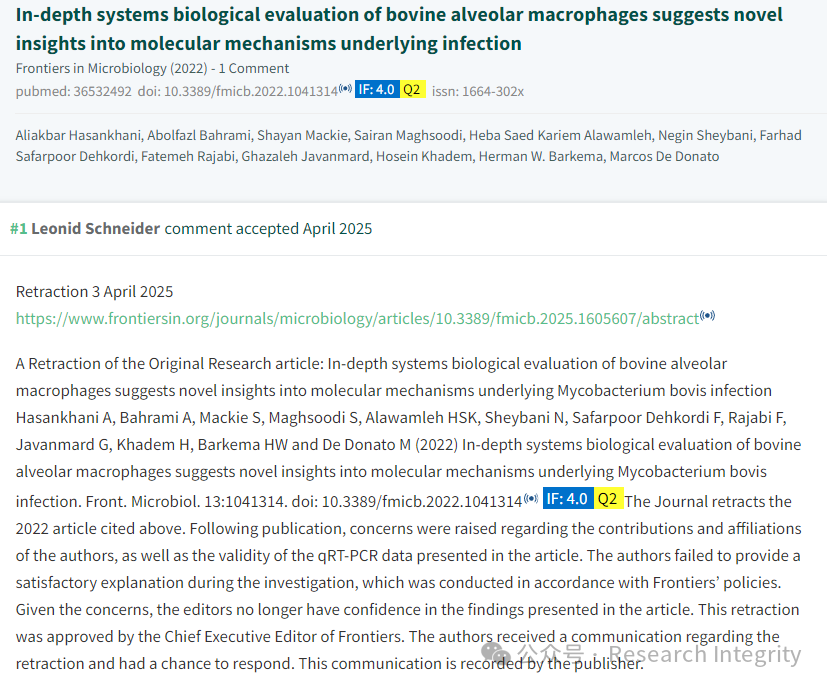 In-depth systems biological evaluation of bovine alveolar macrophages suggests novel
insights into molecular mechanisms underlying infection
Frontiers in Microbiology (2022) - 1 Comment
pubmed: 36532492 doi: 10.3389/fmicb.2022.1041314 IF: 4.0 Q2 issn: 1664-302x
Aliakbar Hasankhani, Abolfazl Bahrami, Shayan Mackie, Sairan Maghsoodi, Heba Saed Kariem Alawamleh, Negin Sheybani, Farhad
Safarpoor Dehkordi, Fatemeh Rajabi, Ghazaleh Javanmard, Hosein Khadem, Herman W. Barkema, Marcos De Donato
#1 Leonid Schneider comment accepted April 2025
Retraction 3 April 2025
https://www.frontiersin.org/journals/microbiology/articles/10.3389/fmicb.2025.1605607/abstract
A Retraction of the Original Research article: In-depth systems biological evaluation of bovine alveolar
macrophages suggests novel insights into molecular mechanisms underlying Mycobacterium bovis infection
Hasankhani A, Bahrami A, Mackie S, Maghsoodi S, Alawamleh HSK, Sheybani N, Safarpoor Dehkordi F, Rajabi F,
Javanmard G, Khadem H, Barkema HW and De Donato M (2022) In-depth systems biological evaluation of bovine
alveolar macrophages suggests novel insights into molecular mechanisms underlying Mycobacterium bovis
infection. Front. Microbiol. 13:1041314. doi: 10.3389/fmicb.2022.1041314 IF: 4.0 Q2 The Journal retracts the
2022 article cited above. Following publication, concerns were raised regarding the contributions and affiliations
of the authors, as well as the validity of the qRT-PCR data presented in the article. The authors failed to provide a
satisfactory explanation during the investigation, which was conducted in accordance with Frontiers’ policies.
Given the concerns, the editors no longer have confidence in the findings presented in the article. This retraction
was approved by the Chief Executive Editor of Frontiers. The authors received a communication regarding the
retraction and had a chance to respond. This communication is recorded by the publisher.
公众号 · Research Integrity